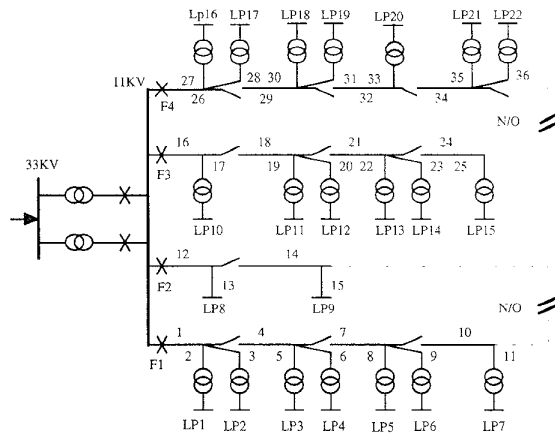 Lp16 LP17 LP18 LP19 LP20 LP21 LP22
11KV 27 28 30 31 33 35 36
F4 26 29 32 34
N/O
16 18 21 24
33KV F3 17 19 20 22 23 25
LP10 LP11 LP12 LP13 LP14 LP15
12 14
F2 13 15 N/O
LP8 LP9
1 4 7 10
F1 2 3 5 6 8 9 11
LP1 LP2 LP3 LP4 LP5 LP6 LP7